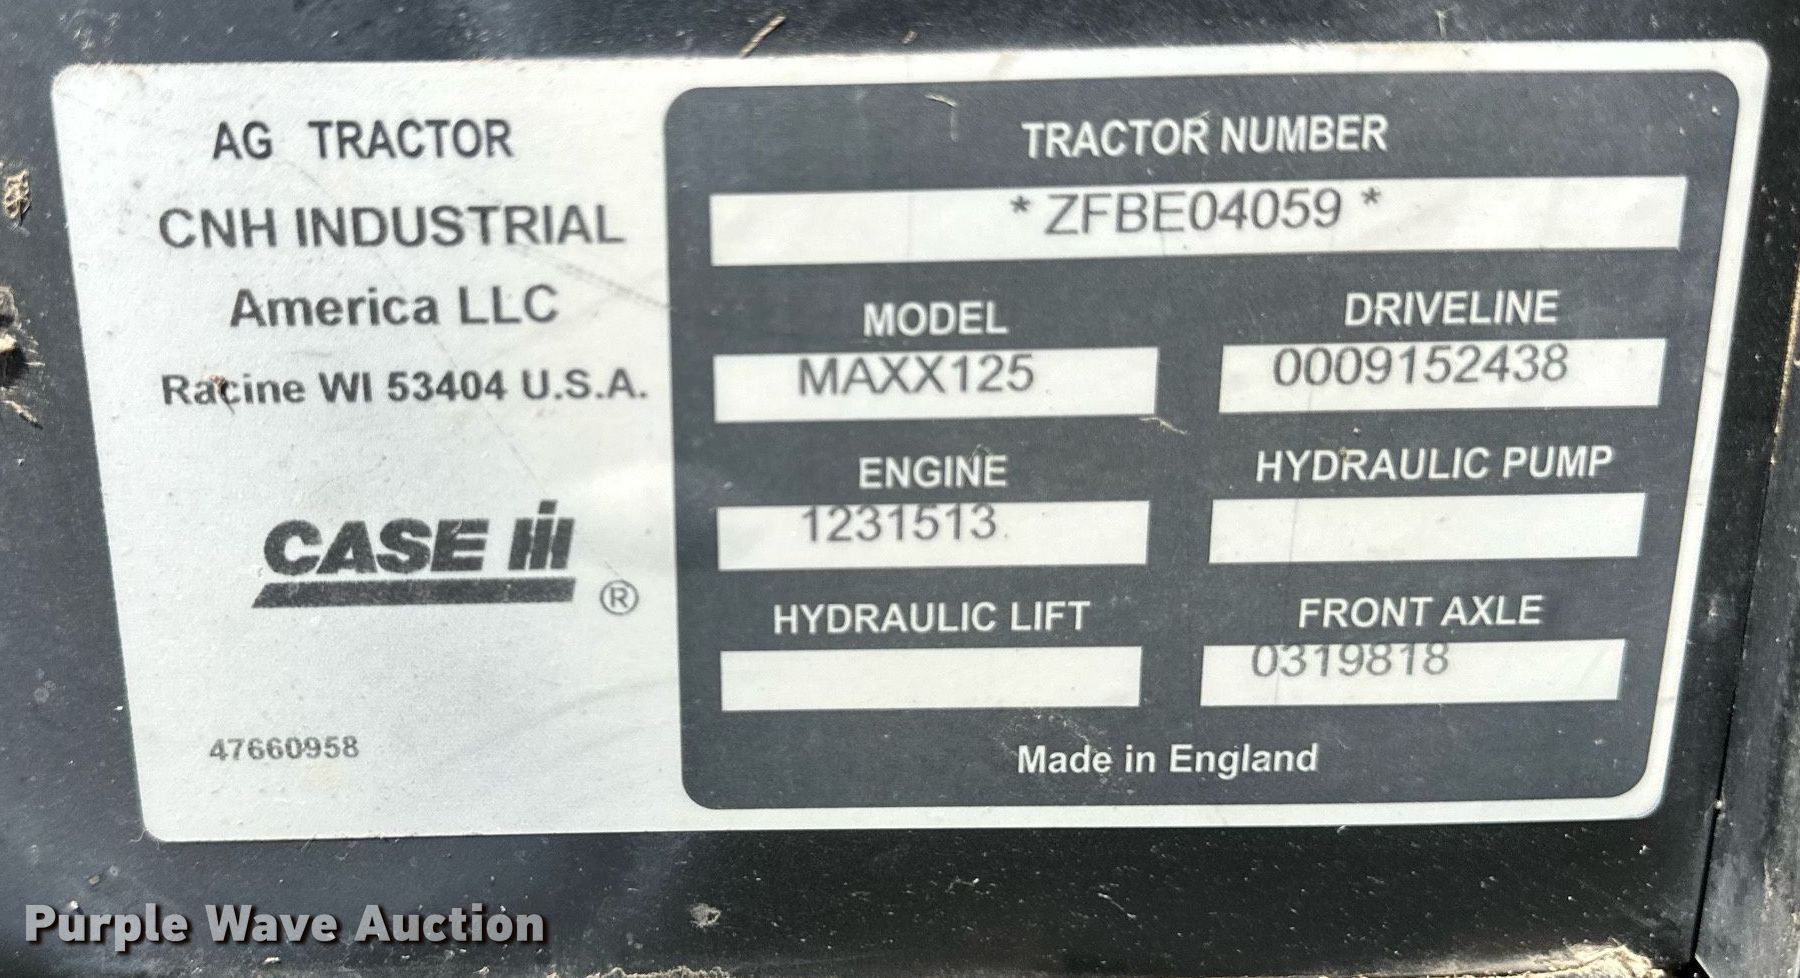 AG TRACTOR
CNH INDUSTRIAL
America LLC
Racine WI 53404 U.S.A.
CASE IH
®
47660958
TRACTOR NUMBER
* ZFBE04059 *
MODEL
MAXX125
DRIVELINE
0009152438
ENGINE
1231513
HYDRAULIC PUMP
HYDRAULIC LIFT
FRONT AXLE
0319818
Made in England
Purple Wave Auction